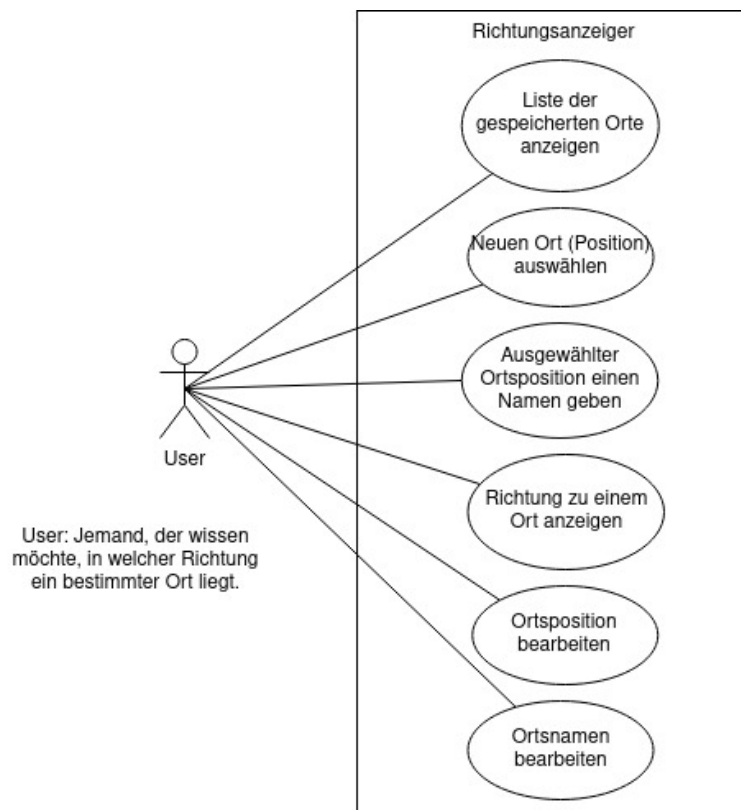 Richtungsanzeiger
Liste der
gespeicherten Orte
anzeigen
Neuen Ort (Position)
auswählen
Ausgewählter
Ortsposition einen
Namen geben
Richtung zu einem
Ort anzeigen
Ortsposition
bearbeiten
Ortsnamen
bearbeiten
User
User: Jemand, der wissen
möchte, in welcher Richtung
ein bestimmter Ort liegt.